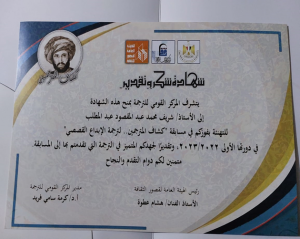 شهادة شكر وتقدير
يتشرف المركز القومي للترجمة بمنح هذه الشهادة
إلى الأستاذ/ شريف محمد عبد المقصود عبد المطلب
للتهنئة بفوزكم في مسابقة "كشاف المترجمين.. لترجمة الإبداع القصصي"
في دورتها الأولى ٢٠٢٣/٢٠٢٢، وتقديرًا لجهدكم المتميز في الترجمة التي تقدمتم بها إلى المسابقة.
متمنين لكم دوام التقدم والنجاح
رئيس الهيئة العامة لقصور الثقافة
الأستاذ الفنان/ هشام عطوة
مدير المركز القومي للترجمة
أ.د/ كرمة سامي فريد